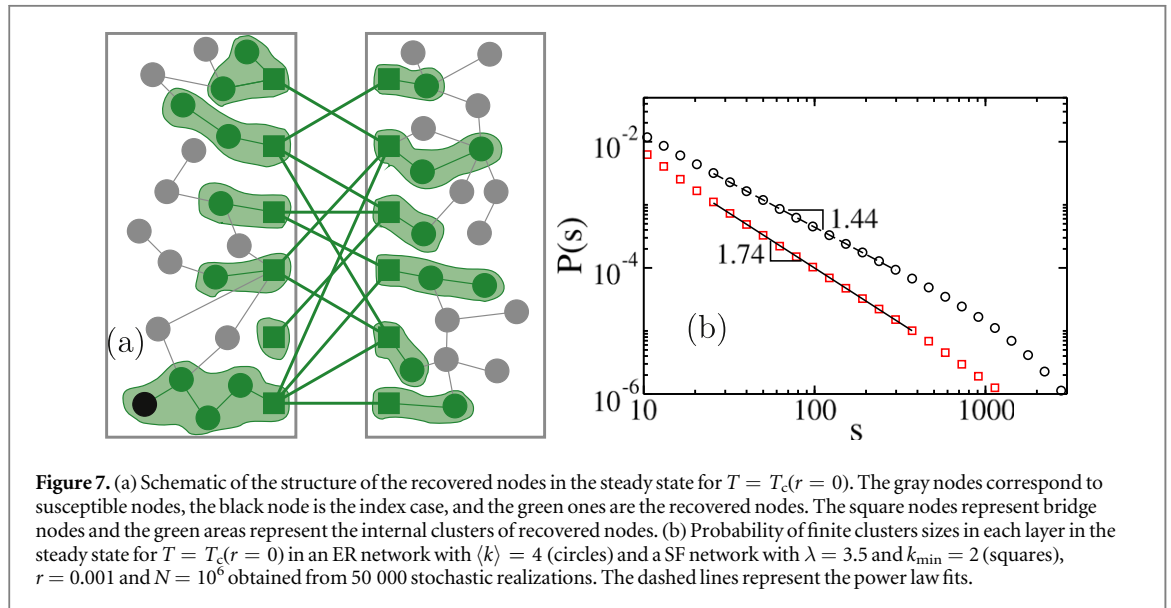 (a)
10⁻²
10⁻⁴
10⁻⁶
P(s)
1.44
1.74
(b)
10
100
1000
s
Figure 7. (a) Schematic of the structure of the recovered nodes in the steady state for T = Tc(r = 0). The gray nodes correspond to
susceptible nodes, the black node is the index case, and the green ones are the recovered nodes. The square nodes represent bridge
nodes and the green areas represent the internal clusters of recovered nodes. (b) Probability of finite clusters sizes in each layer in the
steady state for T = Tc(r = 0) in an ER network with ⟨k⟩ = 4 (circles) and a SF network with λ = 3.5 and kmin = 2 (squares),
r = 0.001 and N = 10⁶ obtained from 50 000 stochastic realizations. The dashed lines represent the power law fits.